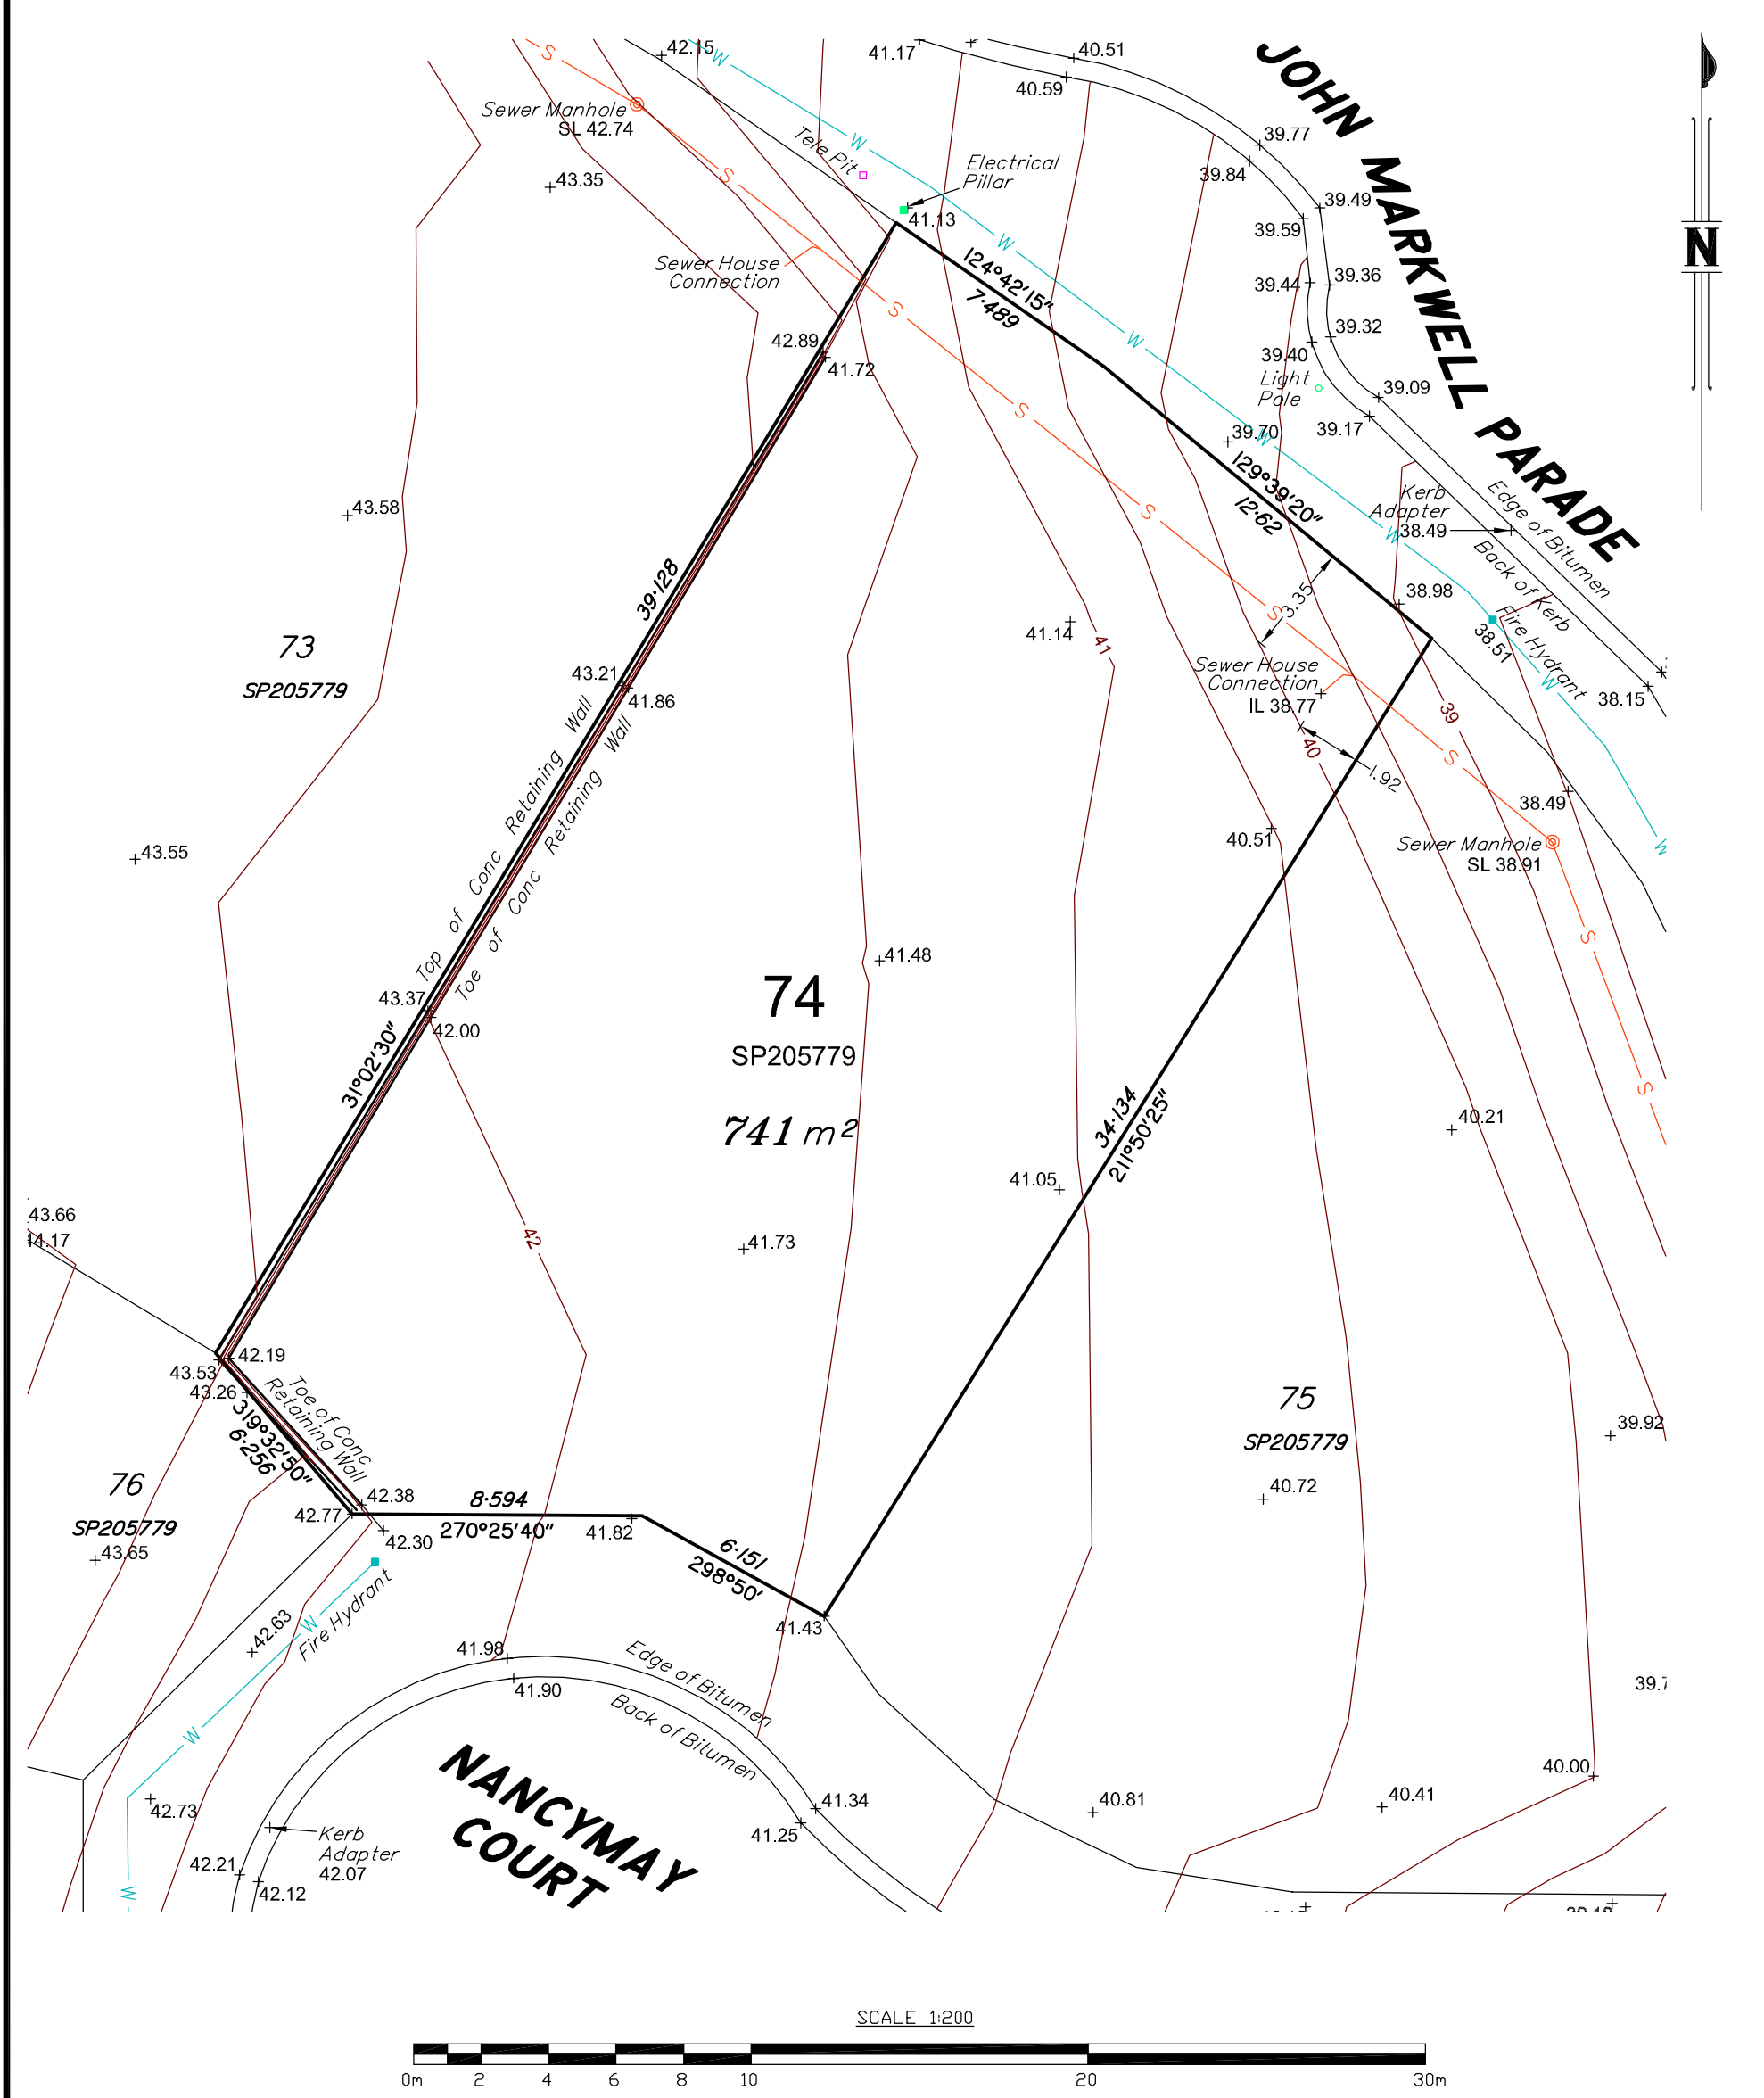 42.15
41.17
40.51
40.59
S
W
Sewer Manhole
SL 42.74
Tele Pit
W
Electrical
Pillar
39.77
39.84
JOHN MARKWELL PARADE
43.35
S
41.13
39.49
39.59
W
N
Sewer House
Connection
124°42'15"
7·489
39.44
39.36
S
39.32
W
42.89
41.72
39.40
Light
Pole
39.09
39.17
S
39.70
W
129°39'20"
12·62
Kerb
Adapter
38.49
Edge of Bitumen
Back of Kerb
43.58
S
W
39·128
3.35
S
38.98
Fire Hydrant
38.51
41.14
41
73
SP205779
43.21
41.86
Sewer House
Connection
IL 38.77
W
38.15
39
40
1.92
S
Top of Conc Retaining Wall
Toe of Conc Retaining Wall
38.49
43.55
40.51
Sewer Manhole
SL 38.91
W
S
41.48
74
SP205779
741 m²
43.37
42.00
31°02'30"
34·134
211°50'25"
S
40.21
41.05
43.66
44.17
42
41.73
42.19
43.53
43.26
Toe of Conc
Retaining Wall
319°32'50"
6·256
75
SP205779
39.92
76
SP205779
43.65
42.38
42.77
42.30
8·594
270°25'40"
41.82
6·151
298°50'
40.72
W
Fire Hydrant
42.63
41.43
41.98
41.90
Edge of Bitumen
Back of Bitumen
39.7
W
40.00
42.73
NANCYMAY
COURT
41.34
41.25
40.81
40.41
Kerb
Adapter
42.07
42.21
42.12
W
SCALE 1:200
0m 2 4 6 8 10 20 30m